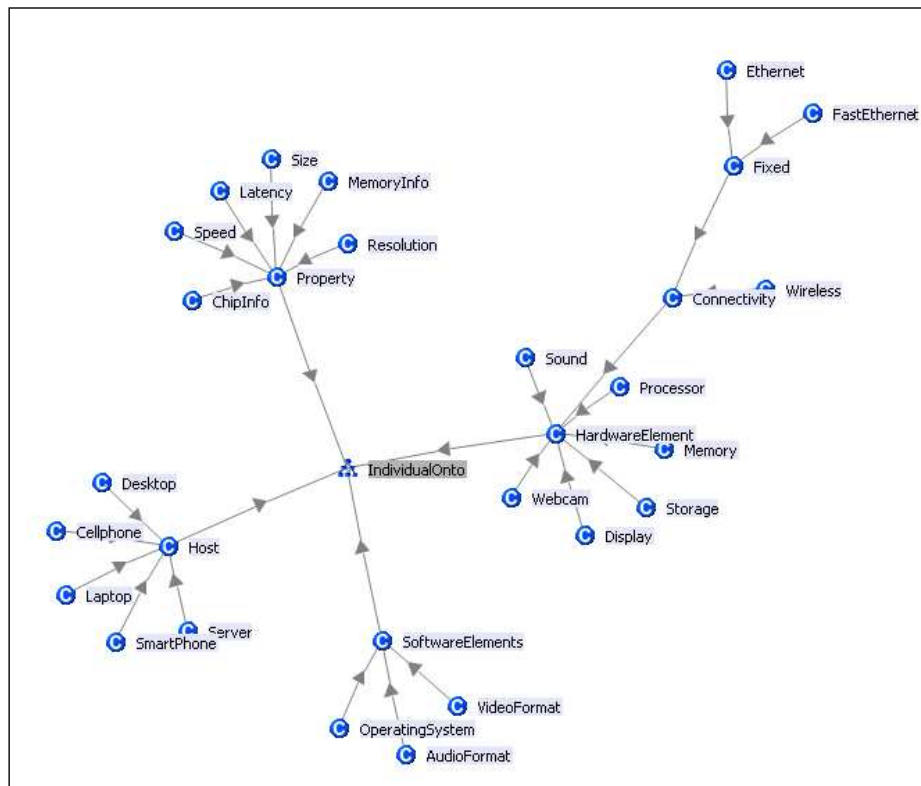 Ethernet
FastEthernet
Fixed
Size
MemoryInfo
Latency
Speed
Resolution
Property
ChipInfo
Connectivity
Wireless
Sound
Processor
HardwareElement
Memory
IndividualOnto
Desktop
Webcam
Storage
Cellphone
Display
Host
Laptop
Server
SmartPhone
SoftwareElements
VideoFormat
OperatingSystem
AudioFormat